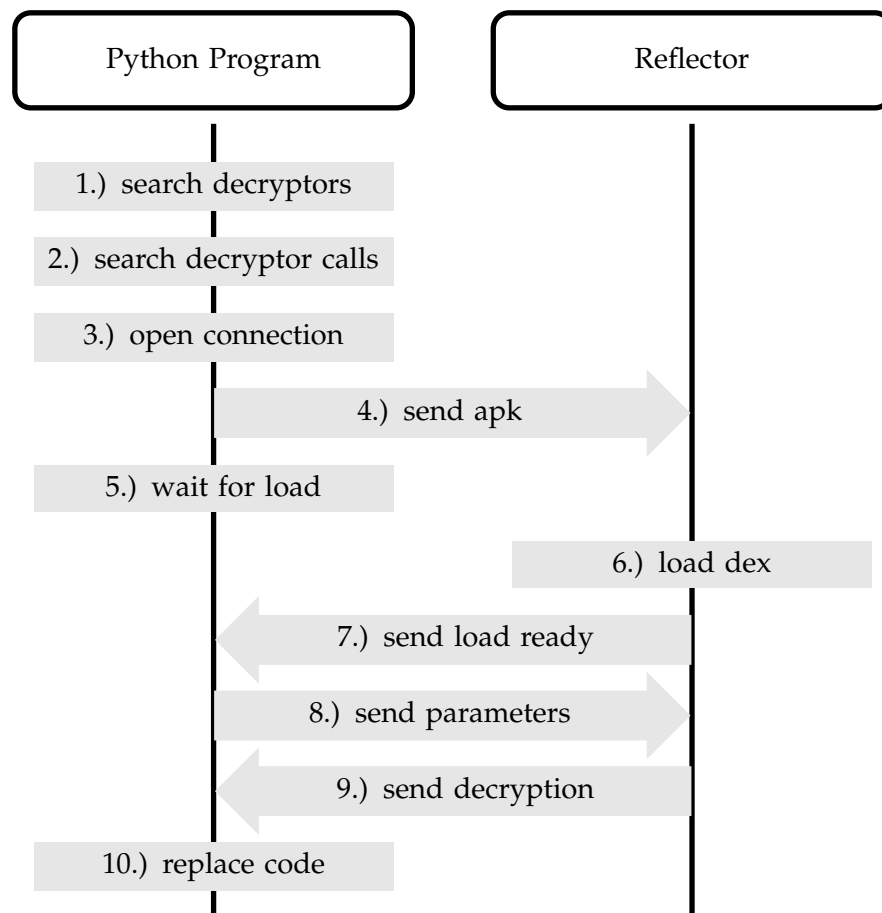 Python Program
Reflector
1.) search decryptors
2.) search decryptor calls
3.) open connection
4.) send apk
5.) wait for load
6.) load dex
7.) send load ready
8.) send parameters
9.) send decryption
10.) replace code